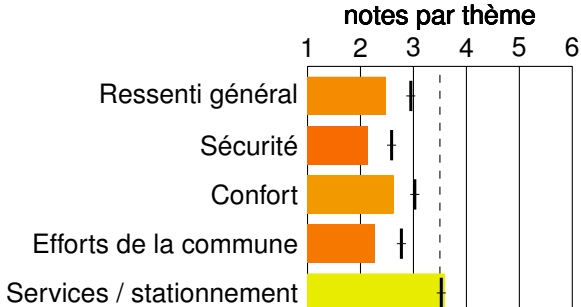 notes par thème
1 2 3 4 5 6
Ressenti général
Sécurité
Confort
Efforts de la commune
Services / stationnement